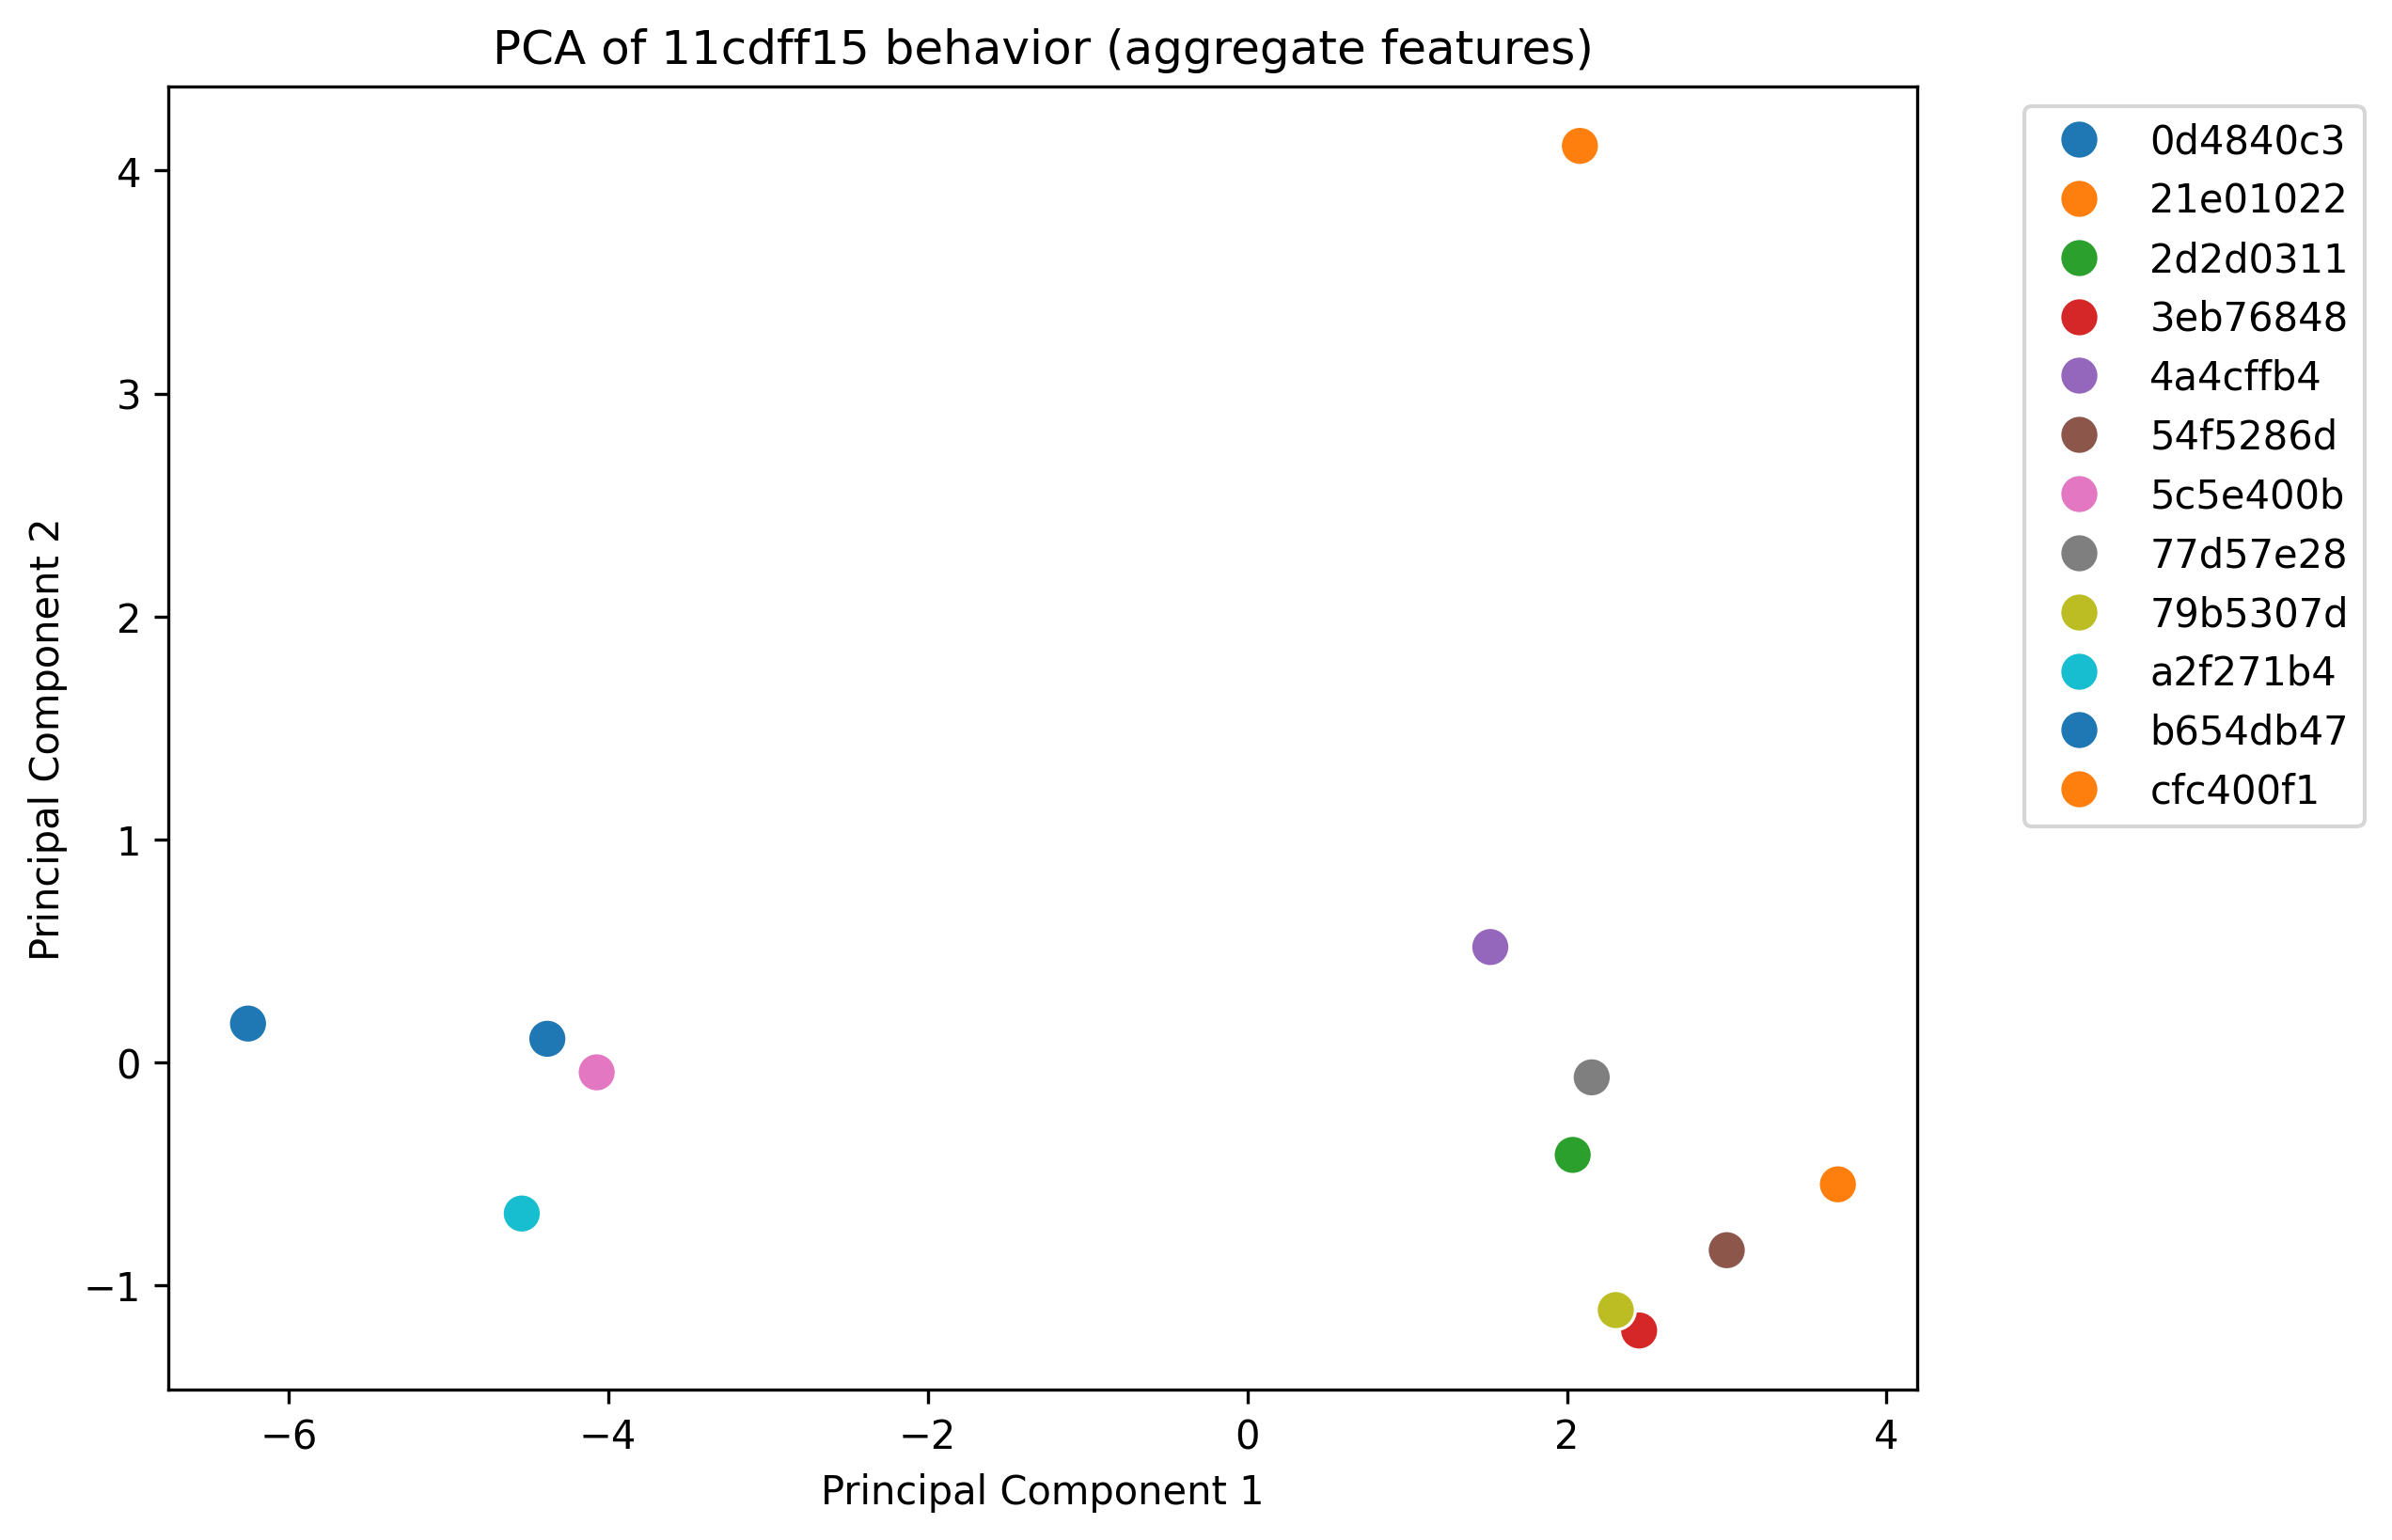 PCA of 11cdff15 behavior (aggregate features)
Principal Component 2
4
3
2
1
0
−1
−6
−4
−2
0
2
4
Principal Component 1
0d4840c3
21e01022
2d2d0311
3eb76848
4a4cffb4
54f5286d
5c5e400b
77d57e28
79b5307d
a2f271b4
b654db47
cfc400f1